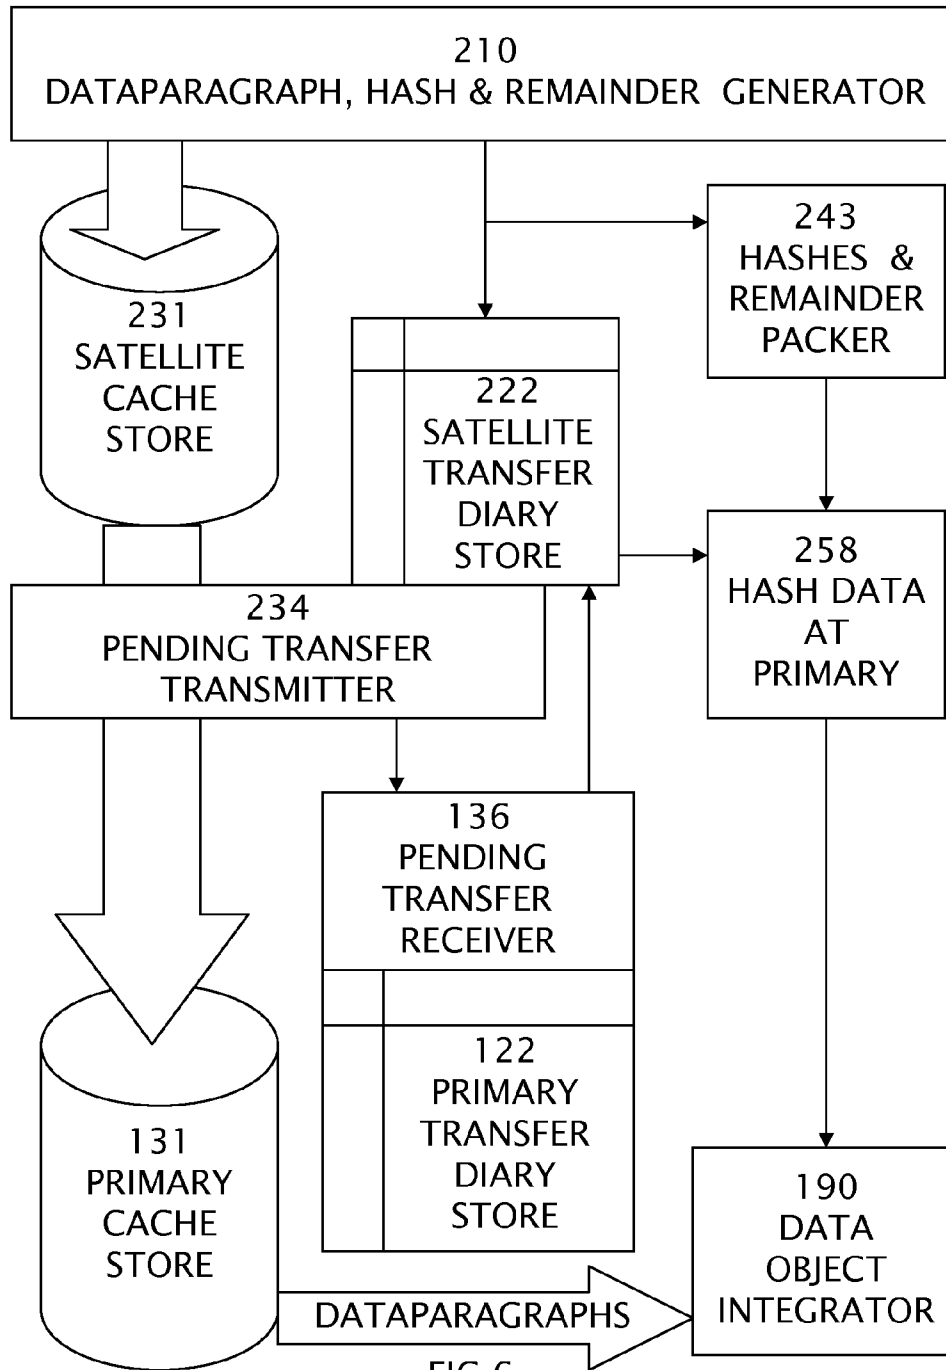 210
DATAPARAGRAPH, HASH & REMAINDER GENERATOR
243
HASHES &
REMAINDER
PACKER
231
SATELLITE
CACHE
STORE
222
SATELLITE
TRANSFER
DIARY
STORE
258
HASH DATA
AT
PRIMARY
234
PENDING TRANSFER
TRANSMITTER
136
PENDING
TRANSFER
RECEIVER
122
PRIMARY
TRANSFER
DIARY
STORE
131
PRIMARY
CACHE
STORE
190
DATA
OBJECT
INTEGRATOR
DATAPARAGRAPHS
FIG 6